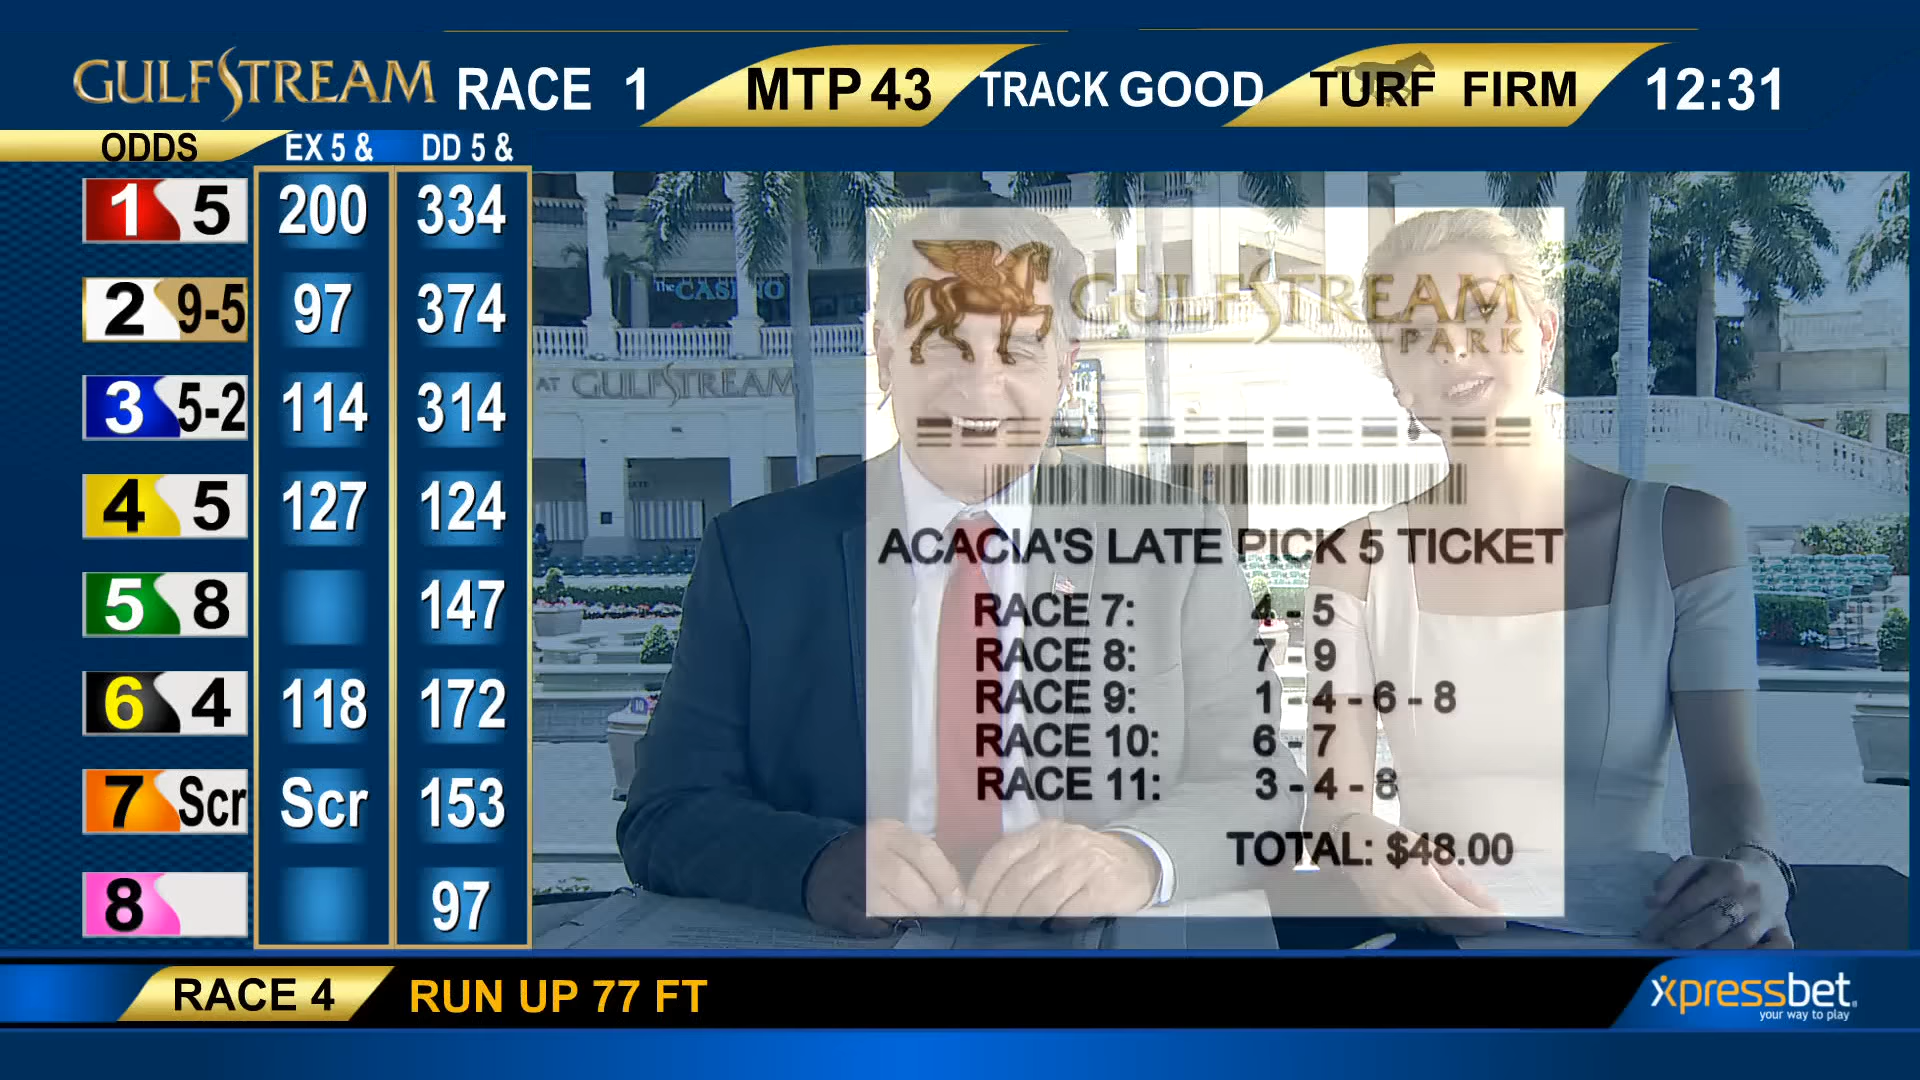 GULFSTREAM RACE 1 MTP 43 TRACK GOOD TURF FIRM 12:31
ODDS EX 5 & DD 5 &
1 5 200 334
2 9-5 97 374
3 5-2 114 314
4 5 127 124
5 8 147
6 4 118 172
7 Scr Scr 153
8 97
The CASINO
AT GULFSTREAM
GULFSTREAM
PARK
ACACIA'S LATE PICK 5 TICKET
RACE 7: 4 - 5
RACE 8: 7 - 9
RACE 9: 1 - 4 - 6 - 8
RACE 10: 6 - 7
RACE 11: 3 - 4 - 8
TOTAL: $48.00
RACE 4 RUN UP 77 FT
xpressbet.
your way to play